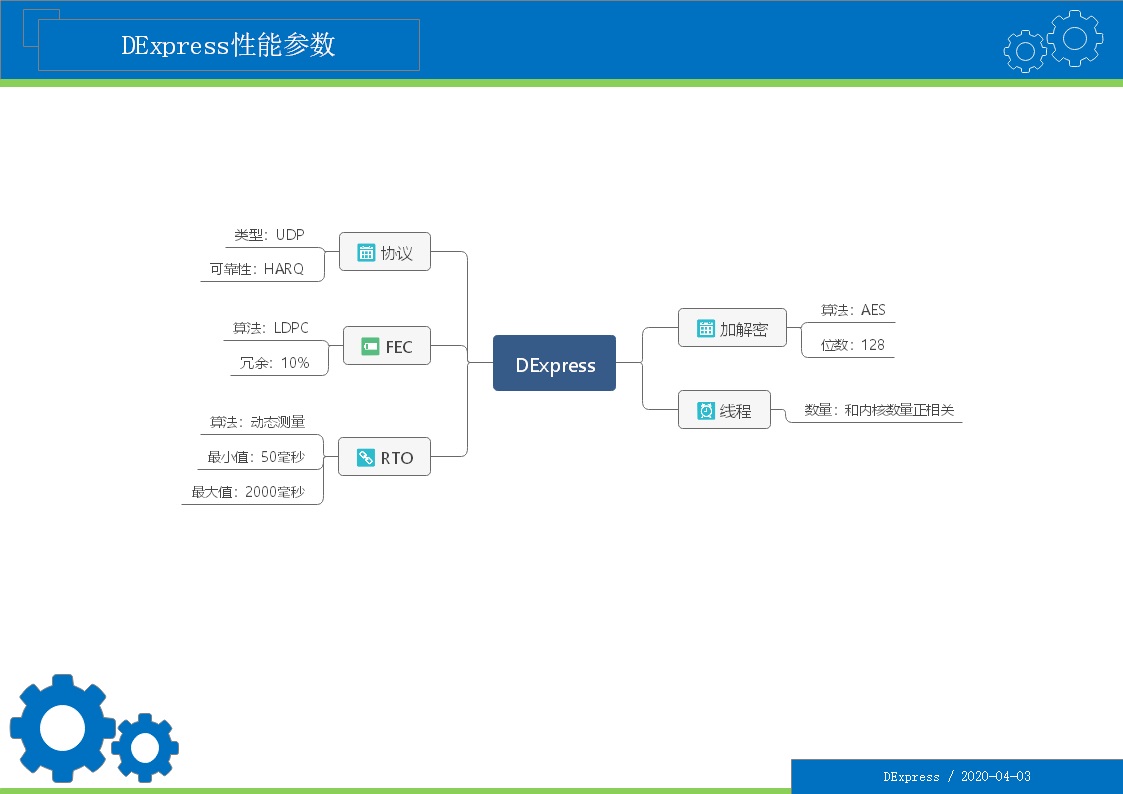 DExpress性能参数
类型：UDP
可靠性：HARQ
协议
算法：LDPC
冗余：10%
FEC
算法：动态测量
最小值：50毫秒
最大值：2000毫秒
RTO
DExpress
加解密
算法：AES
位数：128
线程
数量：和内核数量正相关
DExpress / 2020-04-03